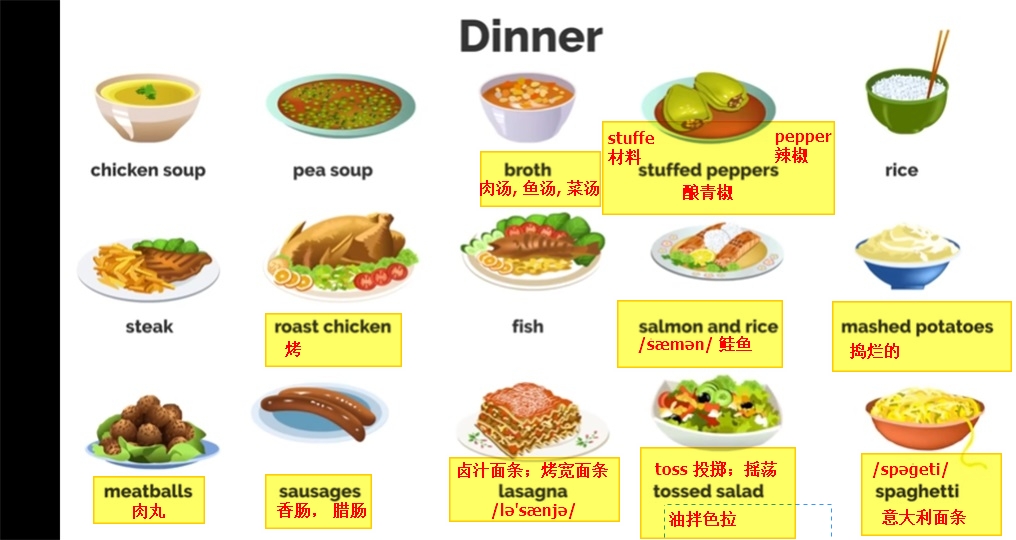 Dinner
chicken soup
pea soup
broth
肉汤, 鱼汤, 菜汤
stuffe
材料
pepper
辣椒
stuffed peppers
酿青椒
rice
steak
roast chicken
烤
fish
salmon and rice
/sæmən/ 鲑鱼
mashed potatoes
捣烂的
meatballs
肉丸
sausages
香肠， 腊肠
卤汁面条；烤宽面条
lasagna
/lə'sænjə/
toss 投掷；摇荡
tossed salad
油拌色拉
/spəgeti/
spaghetti
意大利面条